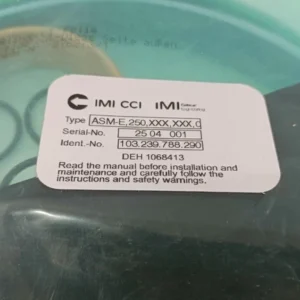 IMI CCI IMI
Type ASM-E,250,XXX,XXX,0
Serial-No. 25 04 001
Ident.-No. 103.239.788.290
DEH 1068413
Read the manual before installation and
maintenance and carefully follow the
instructions and safety warnings.